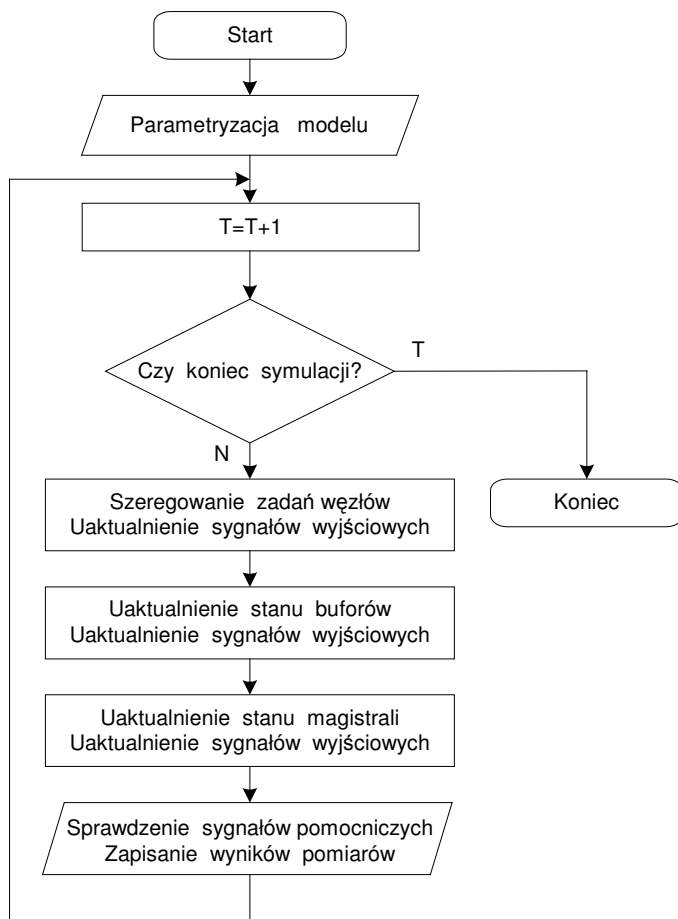 Start
Parametryzacja modelu
T=T+1
Czy koniec symulacji?
T
N
Szeregowanie zadań węzłów
Uaktualnienie sygnałów wyjściowych
Koniec
Uaktualnienie stanu buforów
Uaktualnienie sygnałów wyjściowych
Uaktualnienie stanu magistrali
Uaktualnienie sygnałów wyjściowych
Sprawdzenie sygnałów pomocniczych
Zapisanie wyników pomiarów